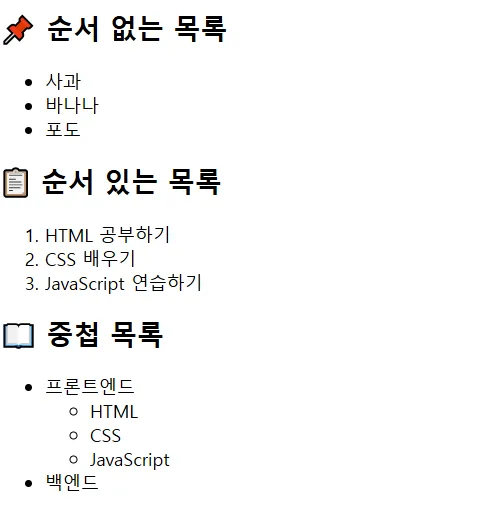 📌 순서 없는 목록
• 사과
• 바나나
• 포도
📋 순서 있는 목록
1. HTML 공부하기
2. CSS 배우기
3. JavaScript 연습하기
📖 중첩 목록
• 프론트엔드
○ HTML
○ CSS
○ JavaScript
• 백엔드